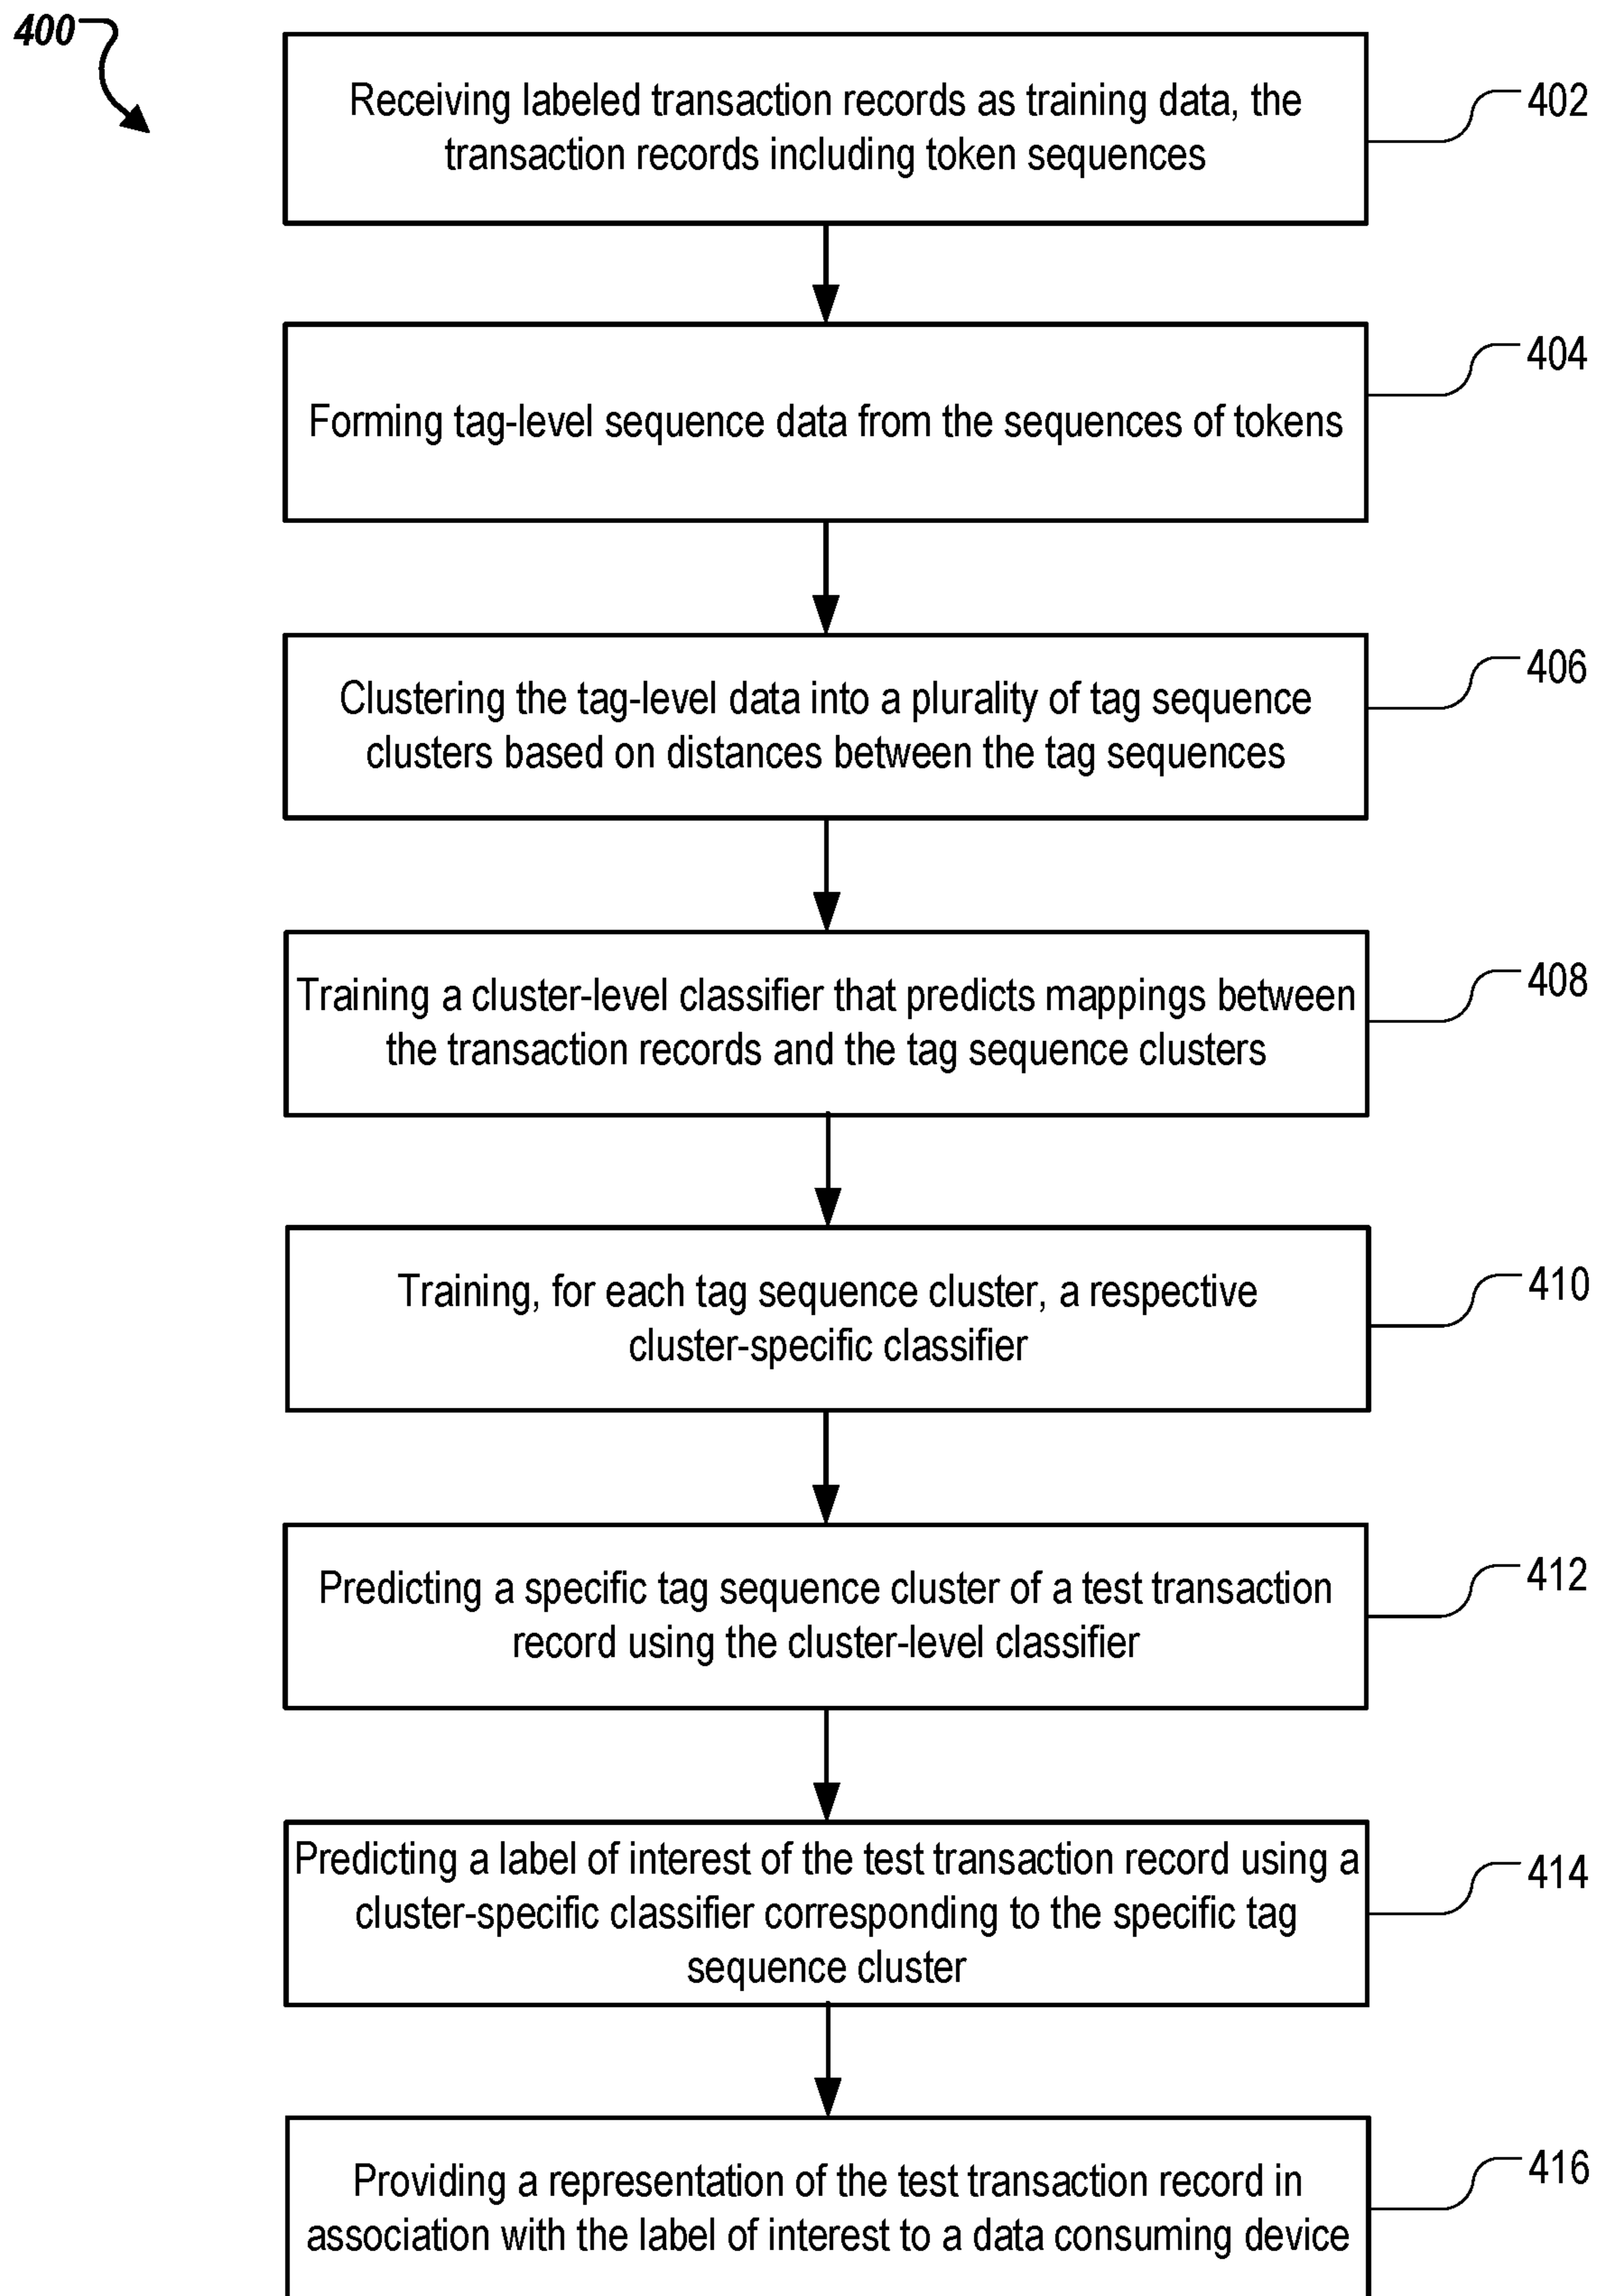 400
Receiving labeled transaction records as training data, the
transaction records including token sequences
402
Forming tag-level sequence data from the sequences of tokens
404
Clustering the tag-level data into a plurality of tag sequence
clusters based on distances between the tag sequences
406
Training a cluster-level classifier that predicts mappings between
the transaction records and the tag sequence clusters
408
Training, for each tag sequence cluster, a respective
cluster-specific classifier
410
Predicting a specific tag sequence cluster of a test transaction
record using the cluster-level classifier
412
Predicting a label of interest of the test transaction record using a
cluster-specific classifier corresponding to the specific tag
sequence cluster
414
Providing a representation of the test transaction record in
association with the label of interest to a data consuming device
416